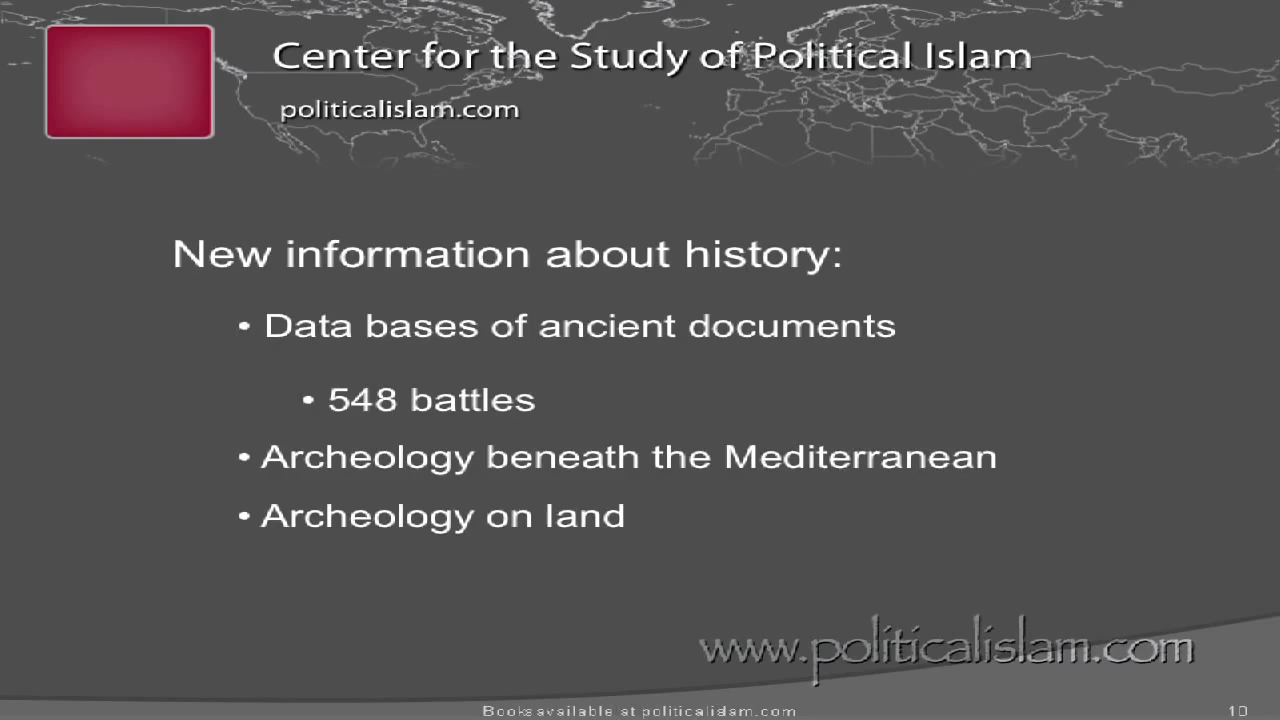 Center for the Study of Political Islam
politicalislam.com
New information about history:
• Data bases of ancient documents
• 548 battles
• Archeology beneath the Mediterranean
• Archeology on land
www.politicalislam.com
Books available at politicalislam.com
10